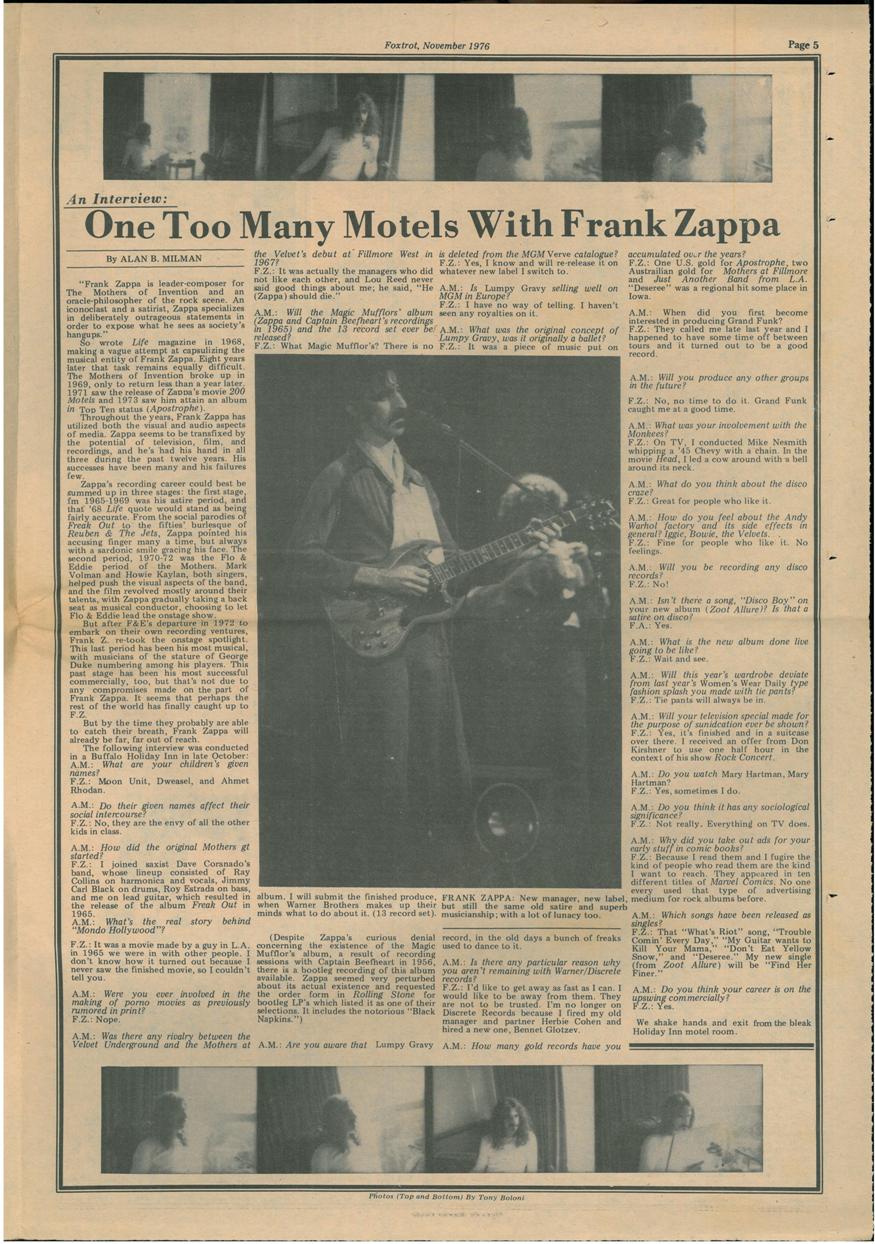 Foxtrot, November 1976
Page 5
An Interview:
One Too Many Motels With Frank Zappa
By ALAN B. MILMAN
"Frank Zappa is leader-composer for
The Mothers of Invention and an
oracle-philosopher of the rock scene. An
iconoclast and a satirist, Zappa specializes
in deliberately outrageous statements in
order to expose what he sees as society's
hangups."
So wrote Life magazine in 1968,
making a vague attempt at capsulizing the
musical entity of Frank Zappa. Eight years
later that task remains equally difficult.
The Mothers of Invention broke up in
1969, only to return less than a year later.
1971 saw the release of Zappa's movie 200
Motels and 1973 saw him attain an album
in Top Ten status (Apostrophe).
Throughout the years, Frank Zappa has
utilized both the visual and audio aspects
of media. Zappa seems to be transfixed by
the potential of television, film, and
recordings, and he's had his hand in all
three during the past twelve years. His
successes have been many and his failures
few.
Zappa's recording career could best be
summed up in three stages: the first stage,
fm 1965-1969 was his astire period, and
that '68 Life quote would stand as being
fairly accurate. From the social parodies of
Freak Out to the fifties' burlesque of
Reuben & The Jets, Zappa pointed his
accusing finger many a time, but always
with a sardonic smile gracing his face. The
second period, 1970-72 was the Flo &
Eddie period of the Mothers. Mark
Volman and Howie Kaylan, both singers,
helped push the visual aspects of the band,
and the film revolved mostly around their
talents, with Zappa gradually taking a back
seat as musical conductor, choosing to let
Flo & Eddie lead the onstage show.
But after F&E's departure in 1972 to
embark on their own recording ventures,
Frank Z. re-took the onstage spotlight.
This last period has been his most musical,
with musicians of the stature of George
Duke numbering among his players. This
past stage has been his most successful
commercially, too, but that's not due to
any compromises made on the part of
Frank Zappa. It seems that perhaps the
rest of the world has finally caught up to
F.Z.
But by the time they probably are able
to catch their breath, Frank Zappa will
already be far, far out of reach.
The following interview was conducted
in a Buffalo Holiday Inn in late October:
A.M.: What are your children's given
names?
F.Z.: Moon Unit, Dweasel, and Ahmet
Rhodan.
A.M.: Do their given names affect their
social intercourse?
F.Z.: No, they are the envy of all the other
kids in class.
A.M.: How did the original Mothers gt
started?
F.Z.: I joined saxist Dave Coranado's
band, whose lineup consisted of Ray
Collins on harmonica and vocals, Jimmy
Carl Black on drums, Roy Estrada on bass,
and me on lead guitar, which resulted in
the release of the album Freak Out in
1965.
A.M.: What's the real story behind
"Mondo Hollywood"?
F.Z.: It was a movie made by a guy in L.A.
in 1965 we were in with other people. I
don't know how it turned out because I
never saw the finished movie, so I couldn't
tell you.
A.M.: Were you ever involved in the
making of porno movies as previously
rumored in print?
F.Z.: Nope.
A.M.: Was there any rivalry between the
Velvet Underground and the Mothers at
the Velvet's debut at Fillmore West in
1967?
F.Z.: It was actually the managers who did
not like each other, and Lou Reed never
said good things about me; he said, "He
(Zappa) should die."
A.M.: Will the Magic Mufflors' album
(Zappa and Captain Beefheart's recordings
in 1965) and the 13 record set ever be
released?
F.Z.: What Magic Mufflor's? There is no
album. I will submit the finished produce,
when Warner Brothers makes up their
minds what to do about it. (13 record set).
(Despite Zappa's curious denial
concerning the existence of the Magic
Mufflor's album, a result of recording
sessions with Captain Beefheart in 1956,
there is a bootleg recording of this album
available. Zappa seemed very perturbed
about its actual existence and requested
the order form in Rolling Stone for
bootleg LP's which listed it as one of their
selections. It includes the notorious "Black
Napkins.")
A.M.: Are you aware that Lumpy Gravy
is deleted from the MGM Verve catalogue?
F.Z.: Yes, I know and will re-release it on
whatever new label I switch to.
A.M.: Is Lumpy Gravy selling well on
MGM in Europe?
F.Z.: I have no way of telling. I haven't
seen any royalties on it.
A.M.: What was the original concept of
Lumpy Gravy, was it originally a ballet?
F.Z.: It was a piece of music put on
FRANK ZAPPA: New manager, new label,
but still the same old satire and superb
musicianship; with a lot of lunacy too.
record, in the old days a bunch of freaks
used to dance to it.
A.M.: Is there any particular reason why
you aren't remaining with Warner/Discrete
records?
F.Z.: I'd like to get away as fast as I can. I
would like to be away from them. They
are not to be trusted. I'm no longer on
Discrete Records because I fired my old
manager and partner Herbie Cohen and
hired a new one, Bennet Glotzev.
A.M.: How many gold records have you
accumulated over the years?
F.Z.: One U.S. gold for Apostrophe, two
Austrailian gold for Mothers at Fillmore
and Just Another Band from L.A.
"Deseree" was a regional hit some place in
Iowa.
A.M.: When did you first become
interested in producing Grand Funk?
F.Z.: They called me late last year and I
happened to have some time off between
tours and it turned out to be a good
record.
A.M.: Will you produce any other groups
in the future?
F.Z.: No, no time to do it. Grand Funk
caught me at a good time.
A.M.: What was your involvement with the
Monkees?
F.Z.: On TV, I conducted Mike Nesmith
whipping a '45 Chevy with a chain. In the
movie Head, I led a cow around with a bell
around its neck.
A.M.: What do you think about the disco
craze?
F.Z.: Great for people who like it.
A.M.: How do you feel about the Andy
Warhol factory and its side effects in
general? Iggie, Bowie, the Velvets. . .
F.Z.: Fine for people who like it. No
feelings.
A.M.: Will you be recording any disco
records?
F.Z.: No!
A.M.: Isn't there a song, "Disco Boy" on
your new album (Zoot Allure)? Is that a
satire on disco?
F.A.: Yes.
A.M.: What is the new album done live
going to be like?
F.Z.: Wait and see.
A.M.: Will this year's wardrobe deviate
from last year's Women's Wear Daily type
fashion splash you made with tie pants?
F.Z.: Tie pants will always be in.
A.M.: Will your television special made for
the purpose of sunidcation ever be shown?
F.Z.: Yes, it's finished and in a suitcase
over there. I received an offer from Don
Kirshner to use one half hour in the
context of his show Rock Concert.
A.M.: Do you watch Mary Hartman, Mary
Hartman?
F.Z.: Yes, sometimes I do.
A.M.: Do you think it has any sociological
significance?
F.Z.: Not really. Everything on TV does.
A.M.: Why did you take out ads for your
early stuff in comic books?
F.Z.: Because I read them and I fugire the
kind of people who read them are the kind
I want to reach. They appeared in ten
different titles of Marvel Comics. No one
every used that type of advertising
medium for rock albums before.
A.M.: Which songs have been released as
singles?
F.Z.: That "What's Riot" song, "Trouble
Comin' Every Day," "My Guitar wants to
Kill Your Mama," "Don't Eat Yellow
Snow," and "Deseree." My new single
(from Zoot Allure) will be "Find Her
Finer."
A.M.: Do you think your career is on the
upswing commercially?
F.Z.: Yes.
We shake hands and exit from the bleak
Holiday Inn motel room.
Photos (Top and Bottom) By Tony Boloni